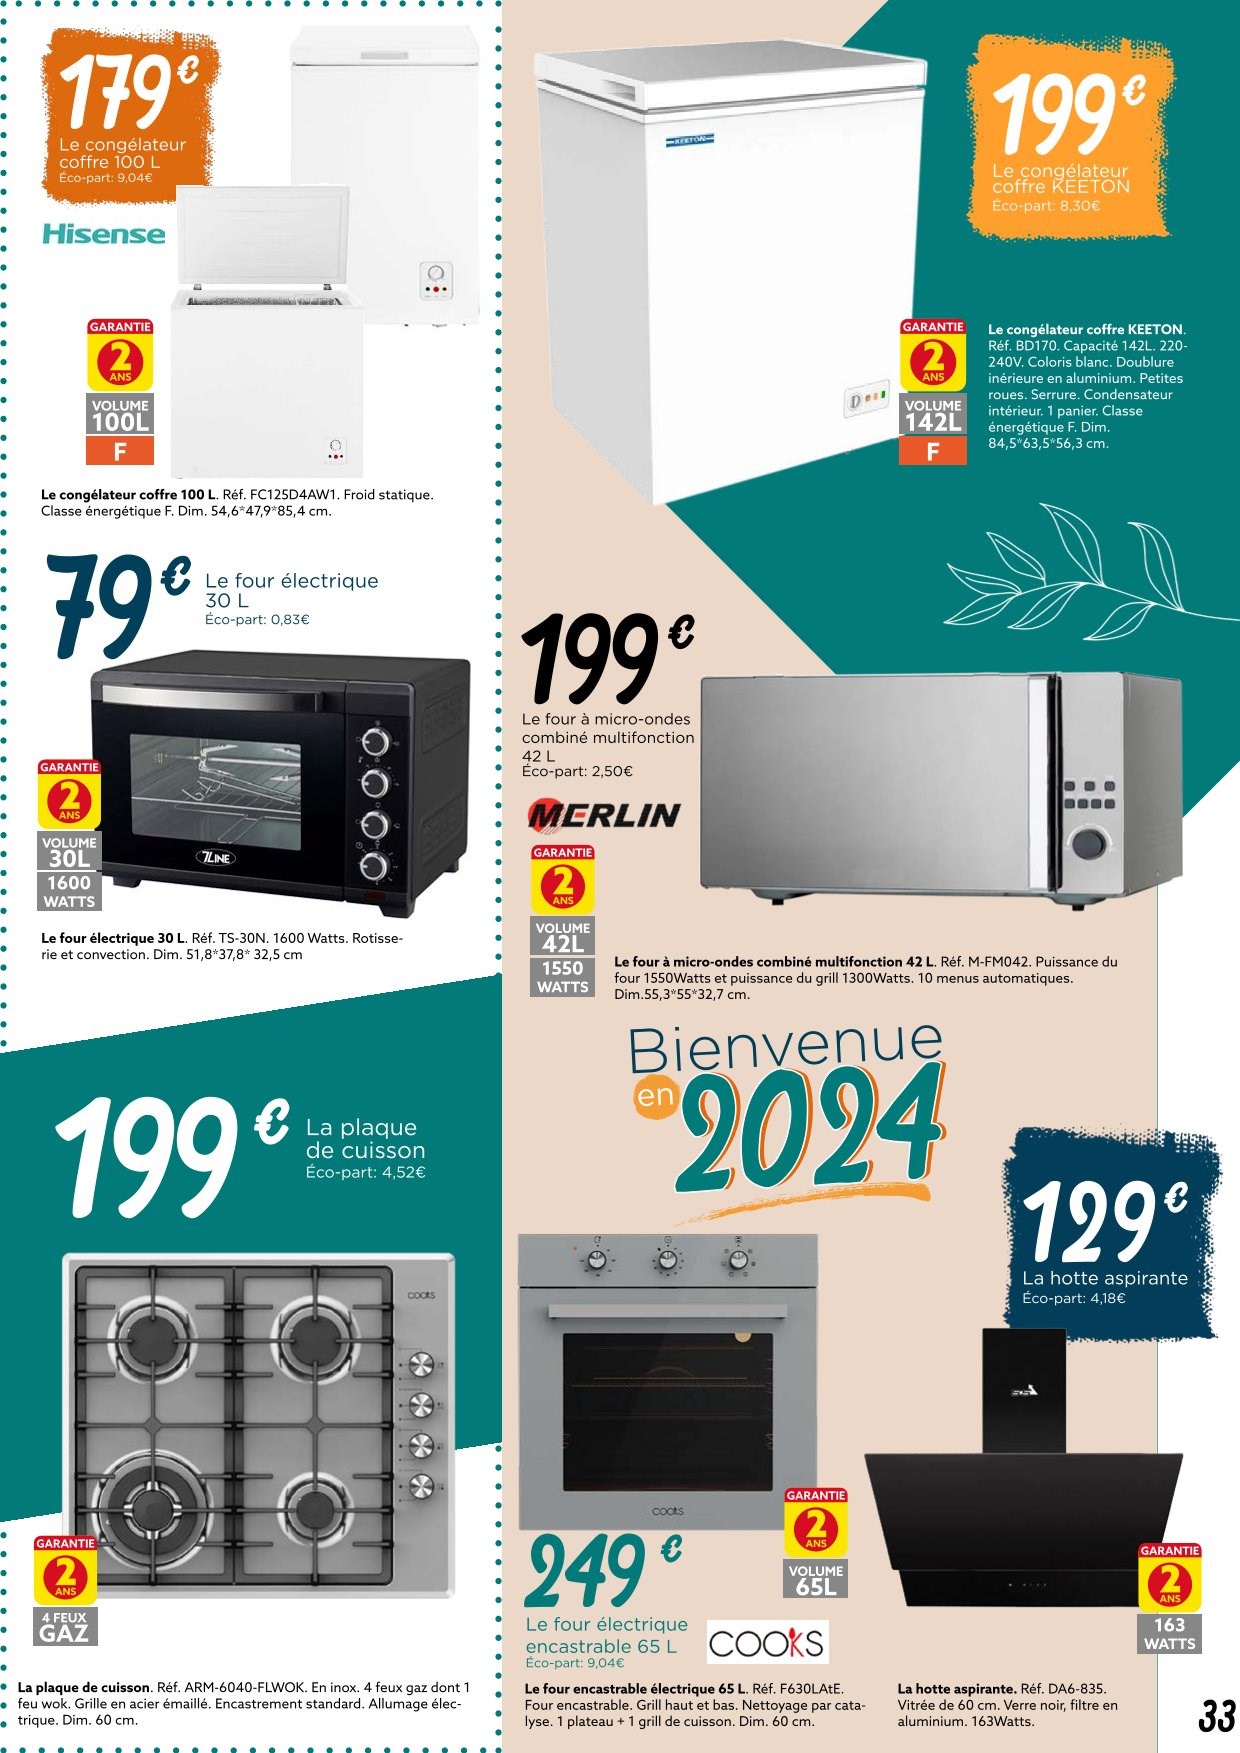 179€
Le congélateur
coffre 100 L
Éco-part: 9,04€
Hisense
GARANTIE
2
ANS
VOLUME
100L
F
Le congélateur coffre 100 L. Réf. FC125D4AW1. Froid statique.
Classe énergétique F. Dim. 54,6*47,9*85,4 cm.
KEETON
199€
Le congélateur
coffre KEETON
Éco-part: 8,30€
GARANTIE
2
ANS
VOLUME
142L
F
Le congélateur coffre KEETON.
Réf. BD170. Capacité 142L. 220-
240V. Coloris blanc. Doublure
inérieure en aluminium. Petites
roues. Serrure. Condensateur
intérieur. 1 panier. Classe
énergétique F. Dim.
84,5*63,5*56,3 cm.
79€
Le four électrique
30 L
Éco-part: 0,83€
GARANTIE
2
ANS
VOLUME
30L
1600
WATTS
7LINE
Le four électrique 30 L. Réf. TS-30N. 1600 Watts. Rotisse-
rie et convection. Dim. 51,8*37,8* 32,5 cm
199€
Le four à micro-ondes
combiné multifonction
42 L
Éco-part: 2,50€
MERLIN
GARANTIE
2
ANS
VOLUME
42L
1550
WATTS
Le four à micro-ondes combiné multifonction 42 L. Réf. M-FM042. Puissance du
four 1550Watts et puissance du grill 1300Watts. 10 menus automatiques.
Dim.55,3*55*32,7 cm.
Bienvenue
en
2024
199€
La plaque
de cuisson
Éco-part: 4,52€
cooks
GARANTIE
2
ANS
4 FEUX
GAZ
La plaque de cuisson. Réf. ARM-6040-FLWOK. En inox. 4 feux gaz dont 1
feu wok. Grille en acier émaillé. Encastrement standard. Allumage élec-
trique. Dim. 60 cm.
cooks
GARANTIE
2
ANS
VOLUME
65L
249€
Le four électrique
encastrable 65 L
Éco-part: 9,04€
COOKS
Le four encastrable électrique 65 L. Réf. F630LAtE.
Four encastrable. Grill haut et bas. Nettoyage par cata-
lyse. 1 plateau + 1 grill de cuisson. Dim. 60 cm.
129€
La hotte aspirante
Éco-part: 4,18€
GARANTIE
2
ANS
163
WATTS
La hotte aspirante. Réf. DA6-835.
Vitrée de 60 cm. Verre noir, filtre en
aluminium. 163Watts.
33